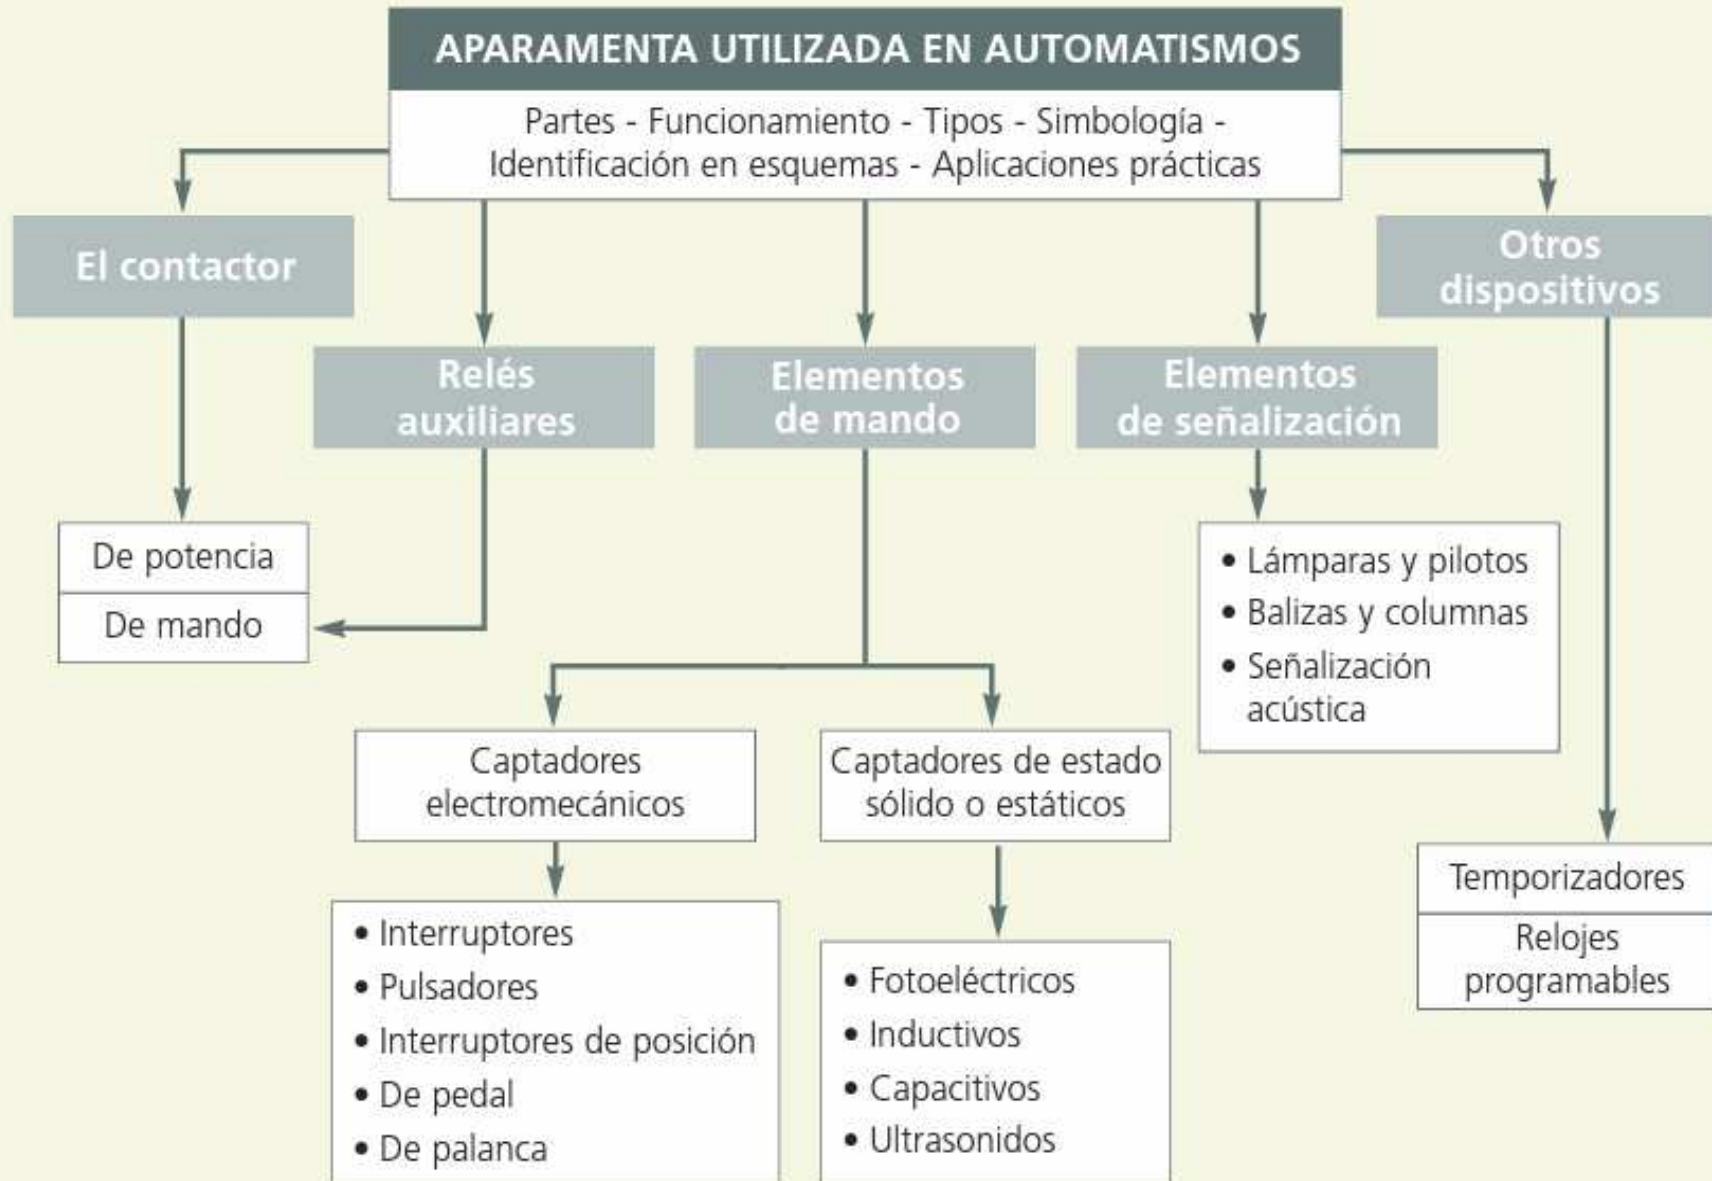 APARAMENTA UTILIZADA EN AUTOMATISMOS
Partes - Funcionamiento - Tipos - Simbología -
Identificación en esquemas - Aplicaciones prácticas
El contactor
Otros
dispositivos
Relés
auxiliares
Elementos
de mando
Elementos
de señalización
De potencia
De mando
• Lámparas y pilotos
• Balizas y columnas
• Señalización
acústica
Captadores
electromecánicos
Captadores de estado
sólido o estáticos
Temporizadores
Relojes
programables
• Interruptores
• Pulsadores
• Interruptores de posición
• De pedal
• De palanca
• Fotoeléctricos
• Inductivos
• Capacitivos
• Ultrasonidos